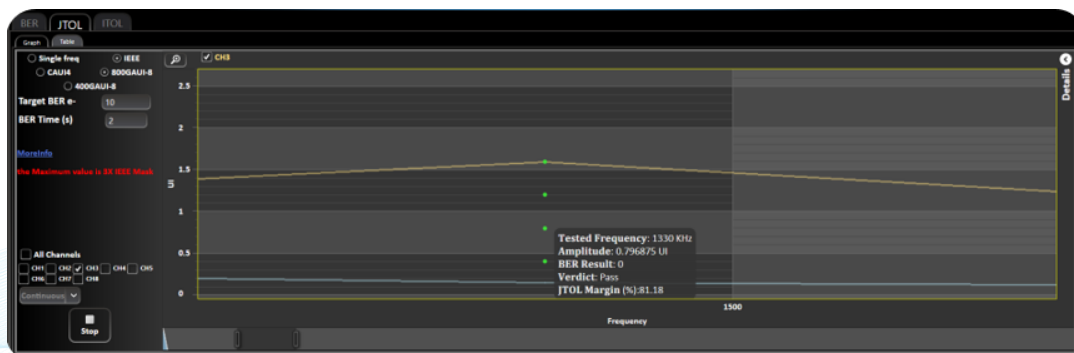 BER JTOL ITOL
Graph Table
Single freq IEEE
CAUI4 800GAUI-8
400GAUI-8
Target BER e- 10
BER Time (s) 2
MoreInfo
the Maximum value is 3X IEEE Mask
All Channels
CH1 CH2 CH3 CH4 CH5
CH6 CH7 CH8
Continuous
Stop
CH3
2.5
2
1.5
1
0.5
0
UI
Tested Frequency: 1330 KHz
Amplitude: 0.796875 UI
BER Result: 0
Verdict: Pass
JTOL Margin (%):81.18
1500
Frequency
Details